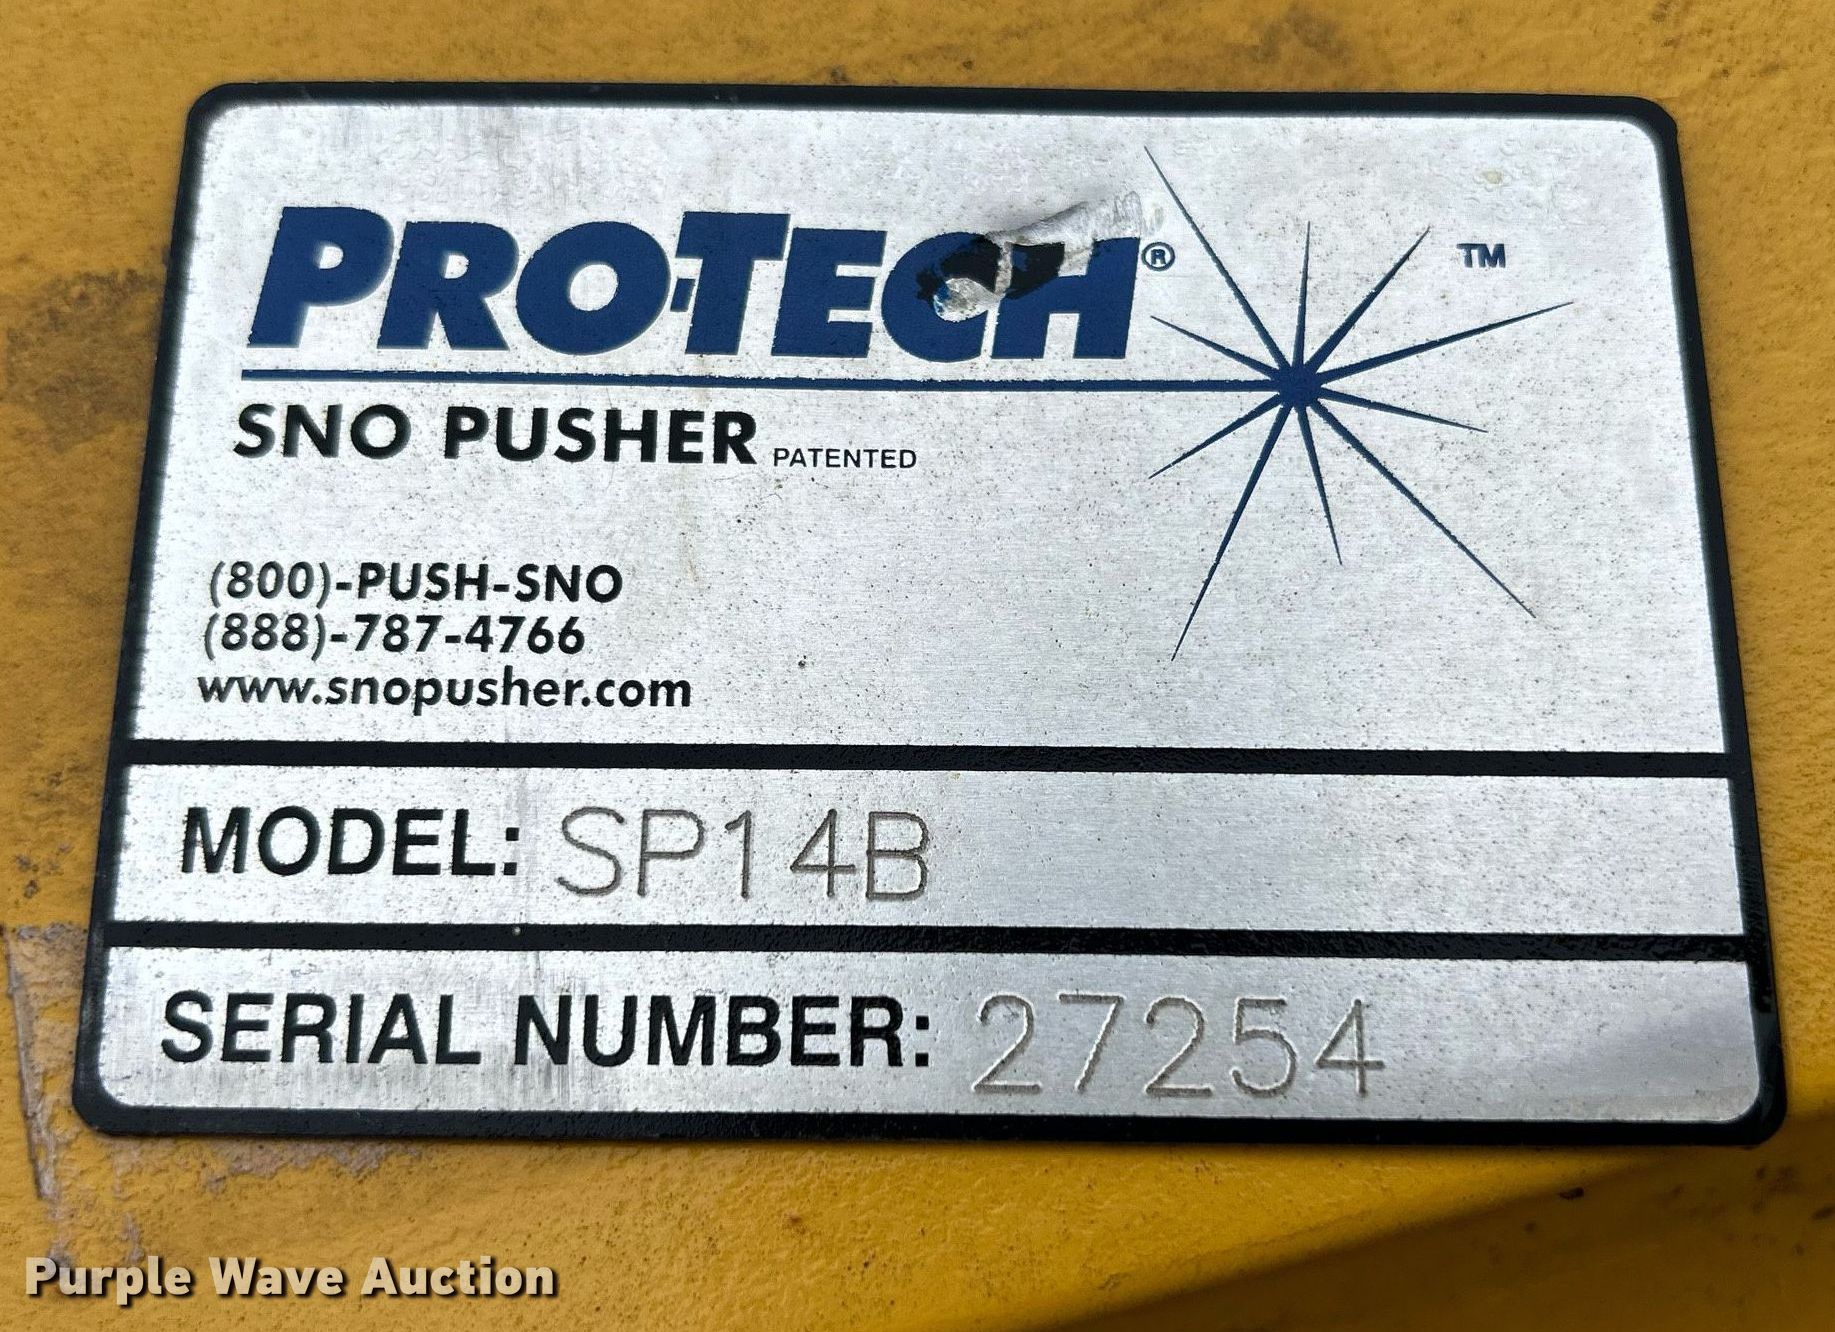 PRO-TECH®
TM
SNO PUSHER PATENTED
(800)-PUSH-SNO
(888)-787-4766
www.snopusher.com
MODEL: SP14B
SERIAL NUMBER: 27254
Purple Wave Auction